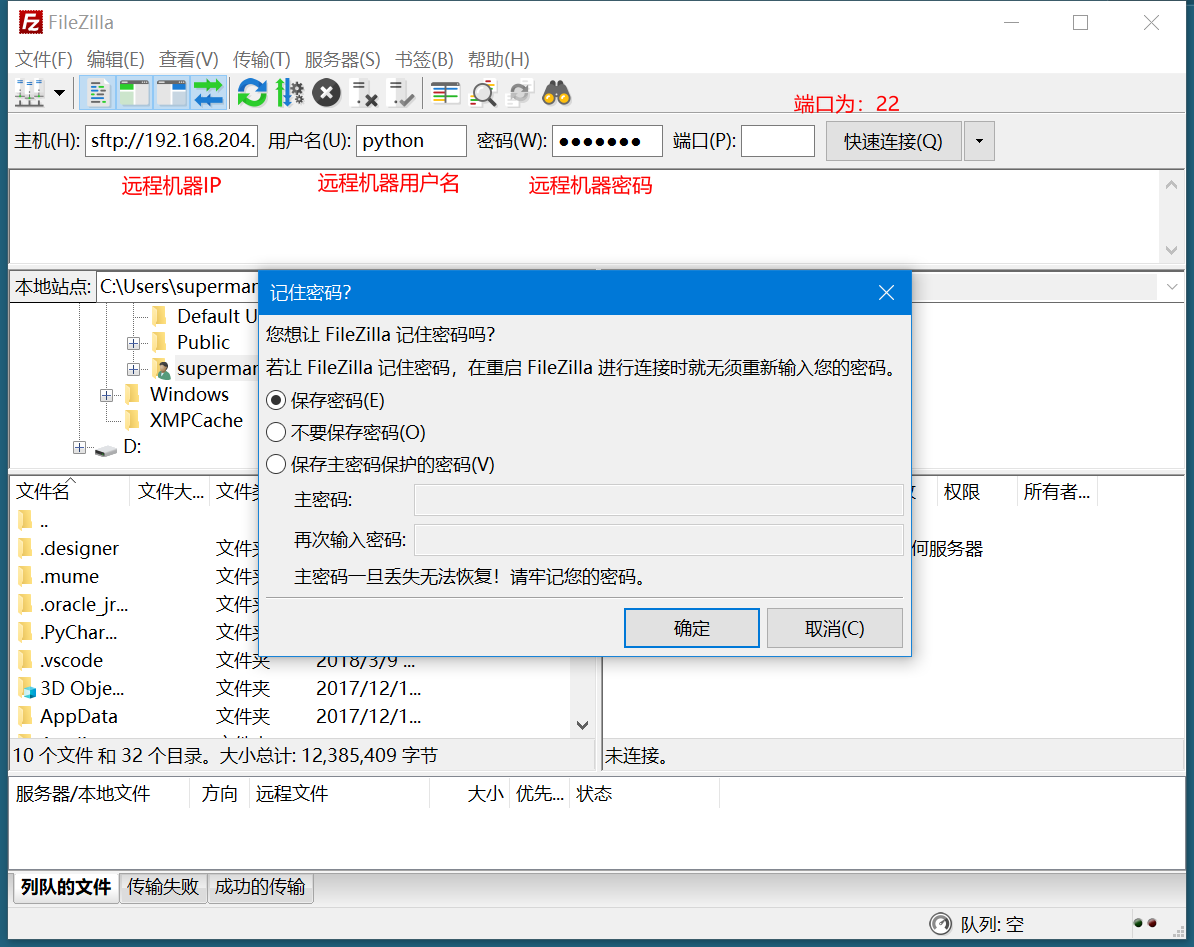 FileZilla
文件(F) 编辑(E) 查看(V) 传输(T) 服务器(S) 书签(B) 帮助(H)
端口为：22
主机(H): sftp://192.168.204. 用户名(U): python 密码(W): ●●●●●●● 端口(P): 快速连接(Q)
远程机器IP 远程机器用户名 远程机器密码
本地站点: C:\Users\superman
Default U
Public
superman
Windows
XMPCache
D:
记住密码?
您想让 FileZilla 记住密码吗?
若让 FileZilla 记住密码，在重启 FileZilla 进行连接时就无须重新输入您的密码。
保存密码(E)
不要保存密码(O)
保存主密码保护的密码(V)
主密码:
再次输入密码:
主密码一旦丢失无法恢复！请牢记您的密码。
确定 取消(C)
文件名 文件大... 文件 权限 所有者...
..
.designer 文件夹 何服务器
.mume 文件夹
.oracle_jr... 文件夹
.PyChar... 文件夹
.vscode 文件夹 2018/3/9 ...
3D Obje... 文件夹 2017/12/1...
AppData 文件夹 2017/12/1...
10 个文件 和 32 个目录。大小总计: 12,385,409 字节
未连接。
服务器/本地文件 方向 远程文件 大小 优先... 状态
列队的文件 传输失败 成功的传输
队列: 空